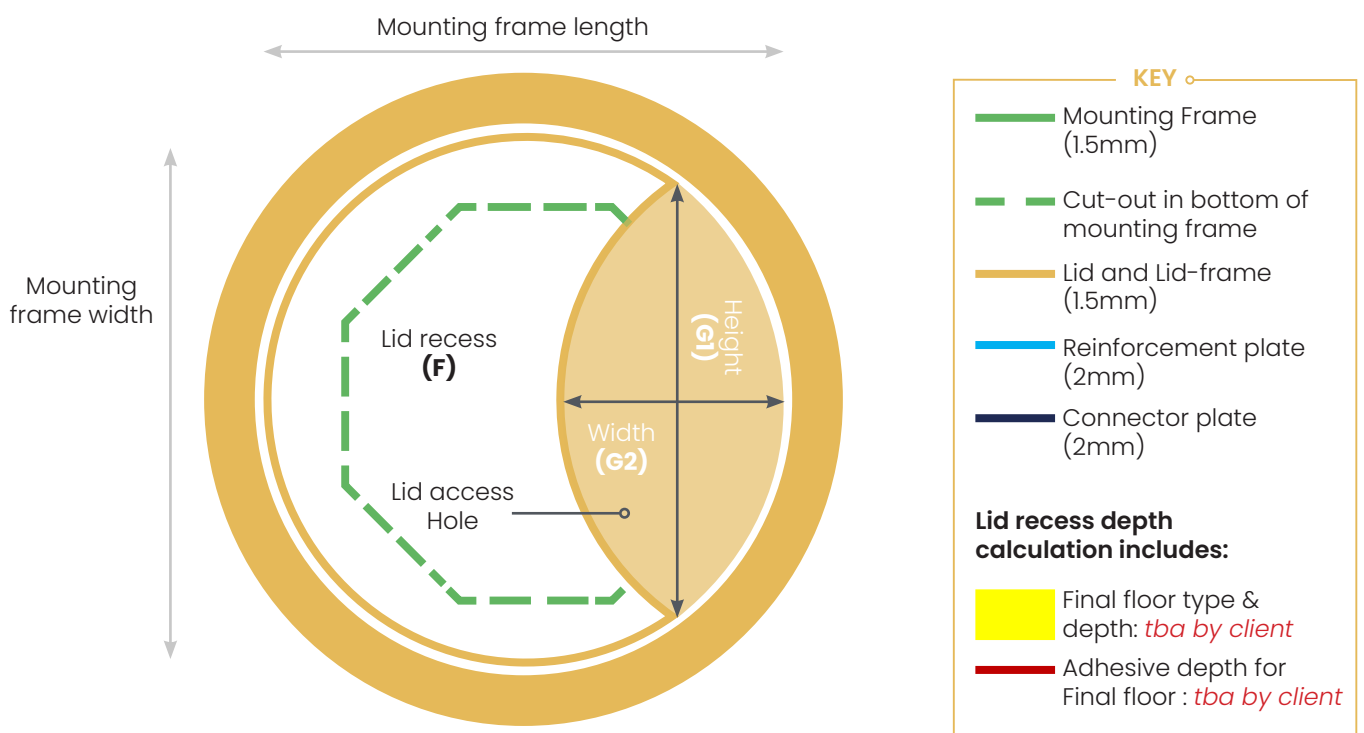 Mounting frame length
Mounting
frame width
Lid recess
(F)
Height
(G1)
Width
(G2)
Lid access
Hole
KEY
Mounting Frame
(1.5mm)
Cut-out in bottom of
mounting frame
Lid and Lid-frame
(1.5mm)
Reinforcement plate
(2mm)
Connector plate
(2mm)
Lid recess depth
calculation includes:
Final floor type &
depth: tba by client
Adhesive depth for
Final floor : tba by client